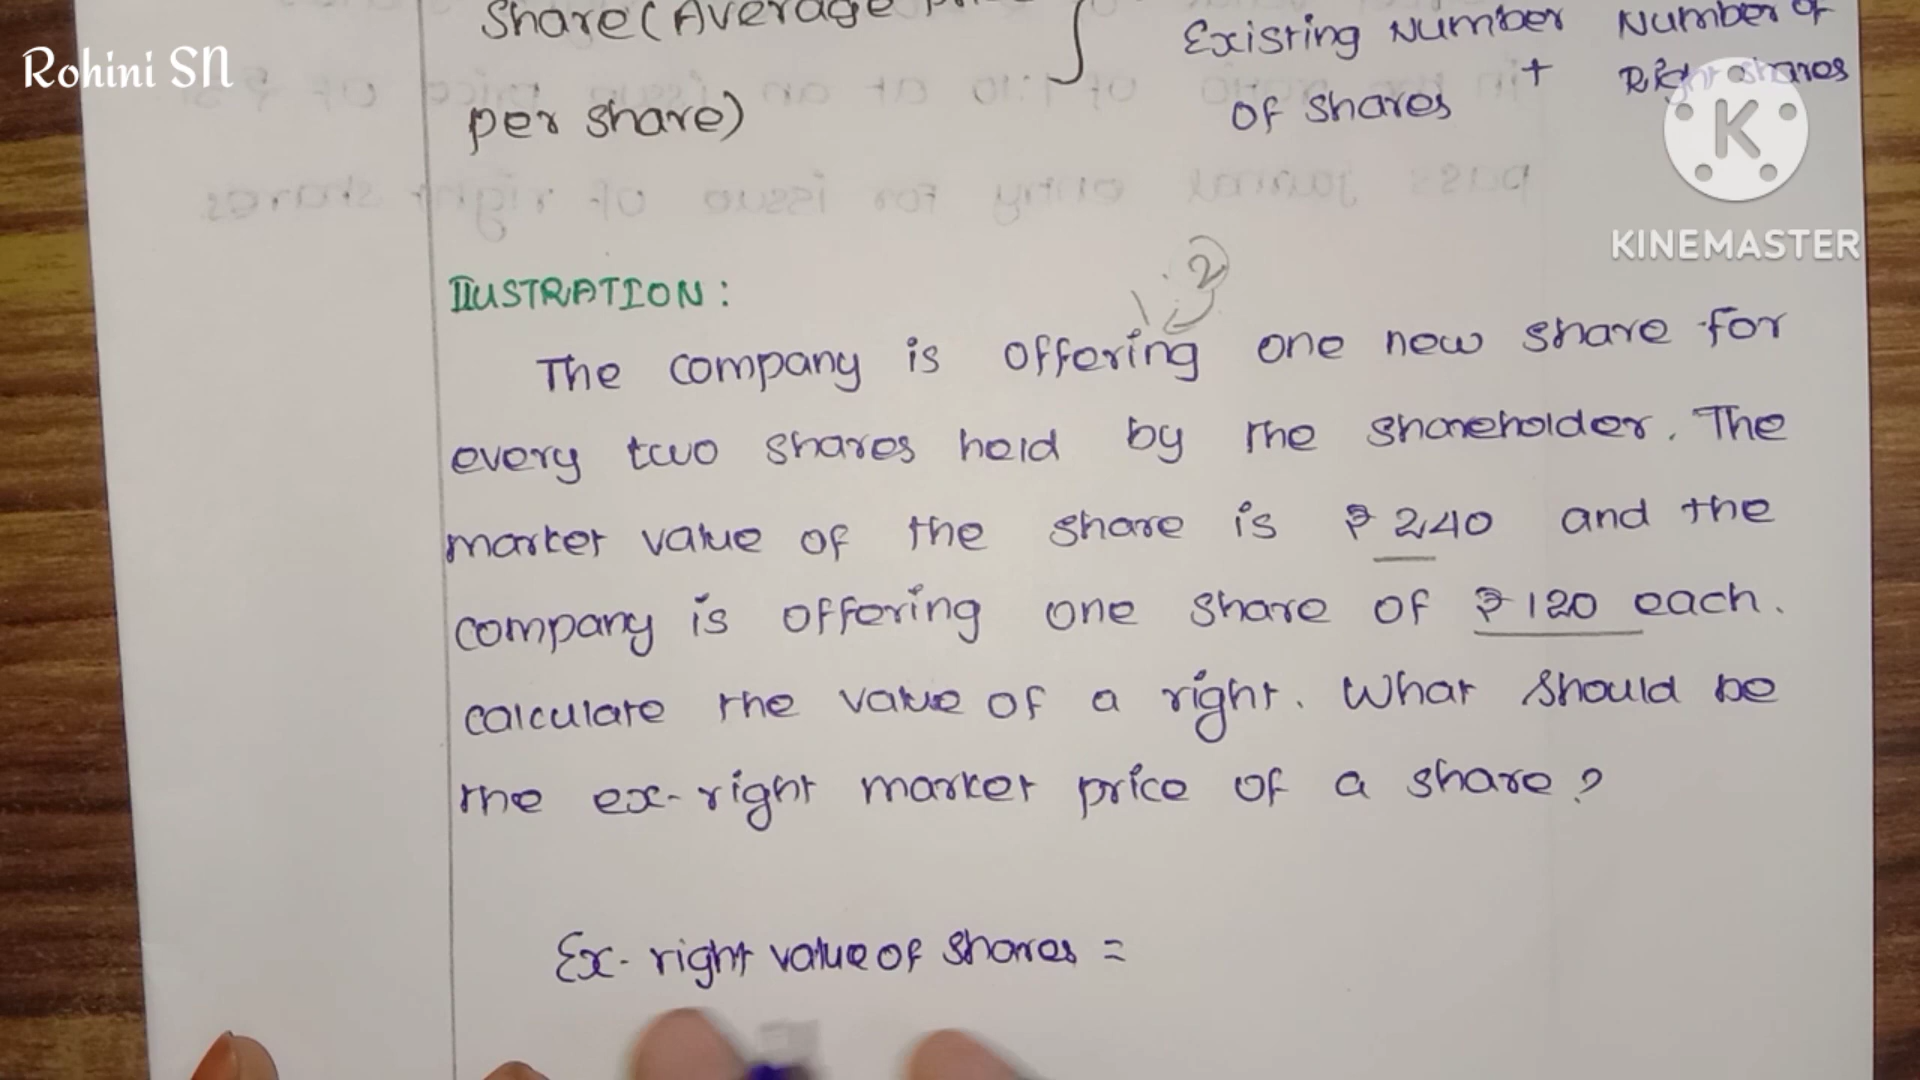 Rohini SN
Share (Average
Existing Number Number of
+ Right shares
per share)
of shares
K
KINEMASTER
2
ILLUSTRATION:
The company is offering one new share for
every two shares held by the shareholder. The
market value of the share is ₹ 240 and the
company is offering one share of ₹ 120 each.
calculate the value of a right. What should be
the ex-right market price of a share?
Ex-right value of shares =